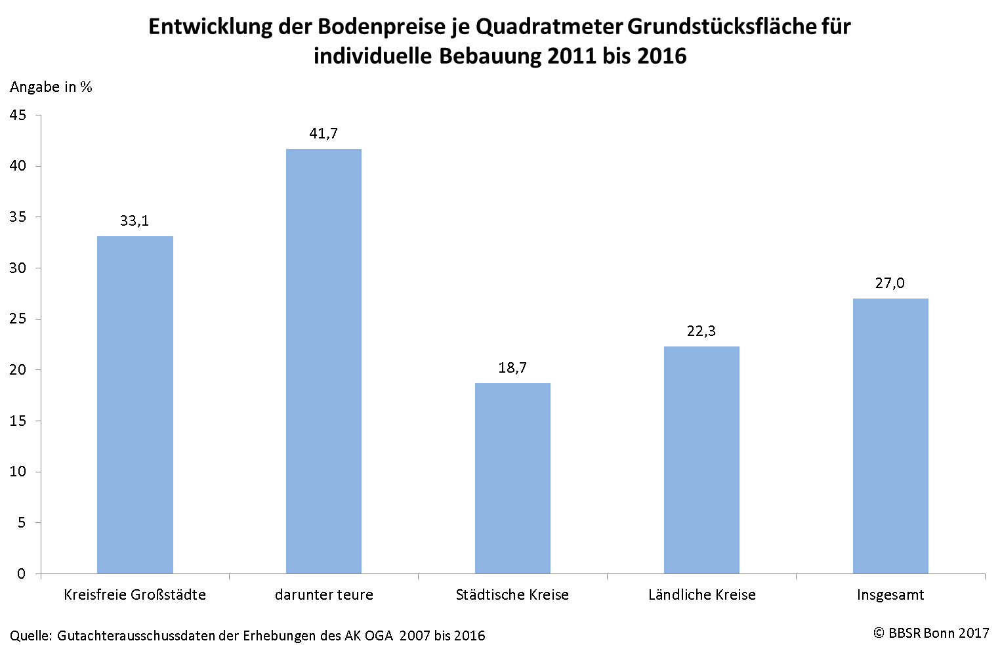 Entwicklung der Bodenpreise je Quadratmeter Grundstücksfläche für
individuelle Bebauung 2011 bis 2016
Angabe in %
45
40
35
30
25
20
15
10
5
0
33,1
41,7
18,7
22,3
27,0
Kreisfreie Großstädte
darunter teure
Städtische Kreise
Ländliche Kreise
Insgesamt
Quelle: Gutachterausschussdaten der Erhebungen des AK OGA 2007 bis 2016
© BBSR Bonn 2017